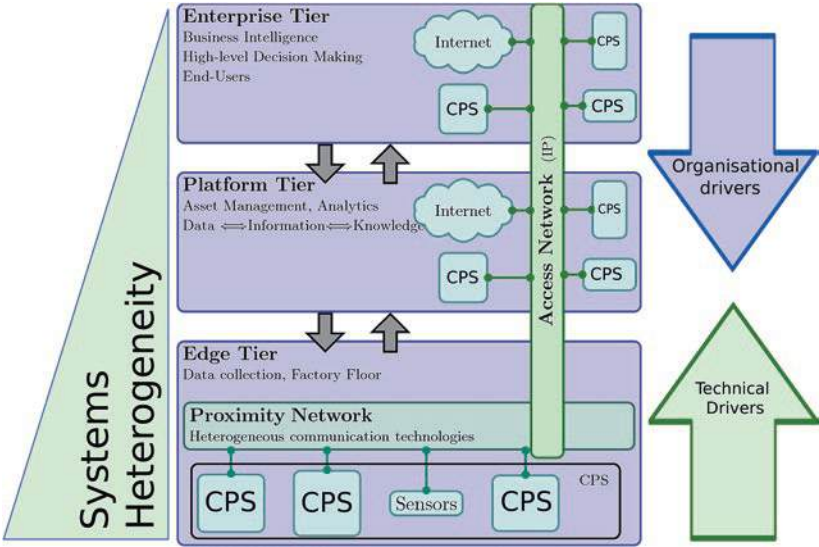 Enterprise Tier
Business Intelligence
High-level Decision Making
End-Users
Internet
CPS
CPS
CPS
Platform Tier
Asset Management, Analytics
Data ⟺Information⟺Knowledge
Internet
CPS
CPS
CPS
Access Network (IP)
Edge Tier
Data collection, Factory Floor
Proximity Network
Heterogeneous communication technologies
CPS
CPS
CPS
Sensors
CPS
Systems
Heterogeneity
Organisational
drivers
Technical
Drivers